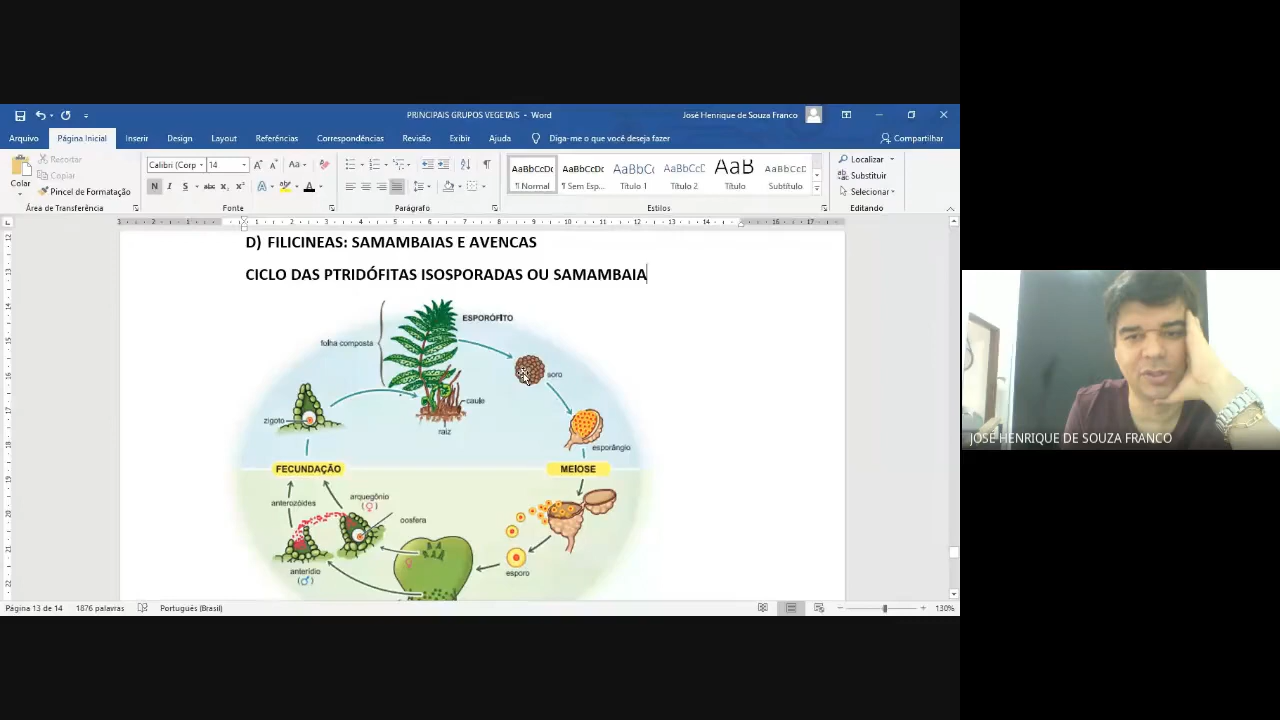 PRINCIPAIS GRUPOS VEGETAIS - Word
José Henrique de Souza Franco
Arquivo Página Inicial Inserir Design Layout Referências Correspondências Revisão Exibir Ajuda Diga-me o que você deseja fazer Compartilhar
Colar
Recortar
Copiar
Pincel de Formatação
Área de Transferência
Calibri (Corp 14
Fonte
Parágrafo
AaBbCcDc AaBbCcDc AaBbCc AaBbCcD AaB AaBbCcD
¶ Normal ¶ Sem Esp... Título 1 Título 2 Título Subtítulo
Estilos
Localizar
Substituir
Selecionar
Editando
D) FILICINEAS: SAMAMBAIAS E AVENCAS
CICLO DAS PTRIDÓFITAS ISOSPORADAS OU SAMAMBAIA
ESPORÓFITO
folha composta
soro
caule
raiz
zigoto
esporângio
FECUNDAÇÃO
MEIOSE
anterozóides
arquegônio
(♀)
oosfera
esporo
anterídio
(♂)
Página 13 de 14 1876 palavras Português (Brasil) 130%
JOSÉ HENRIQUE DE SOUZA FRANCO